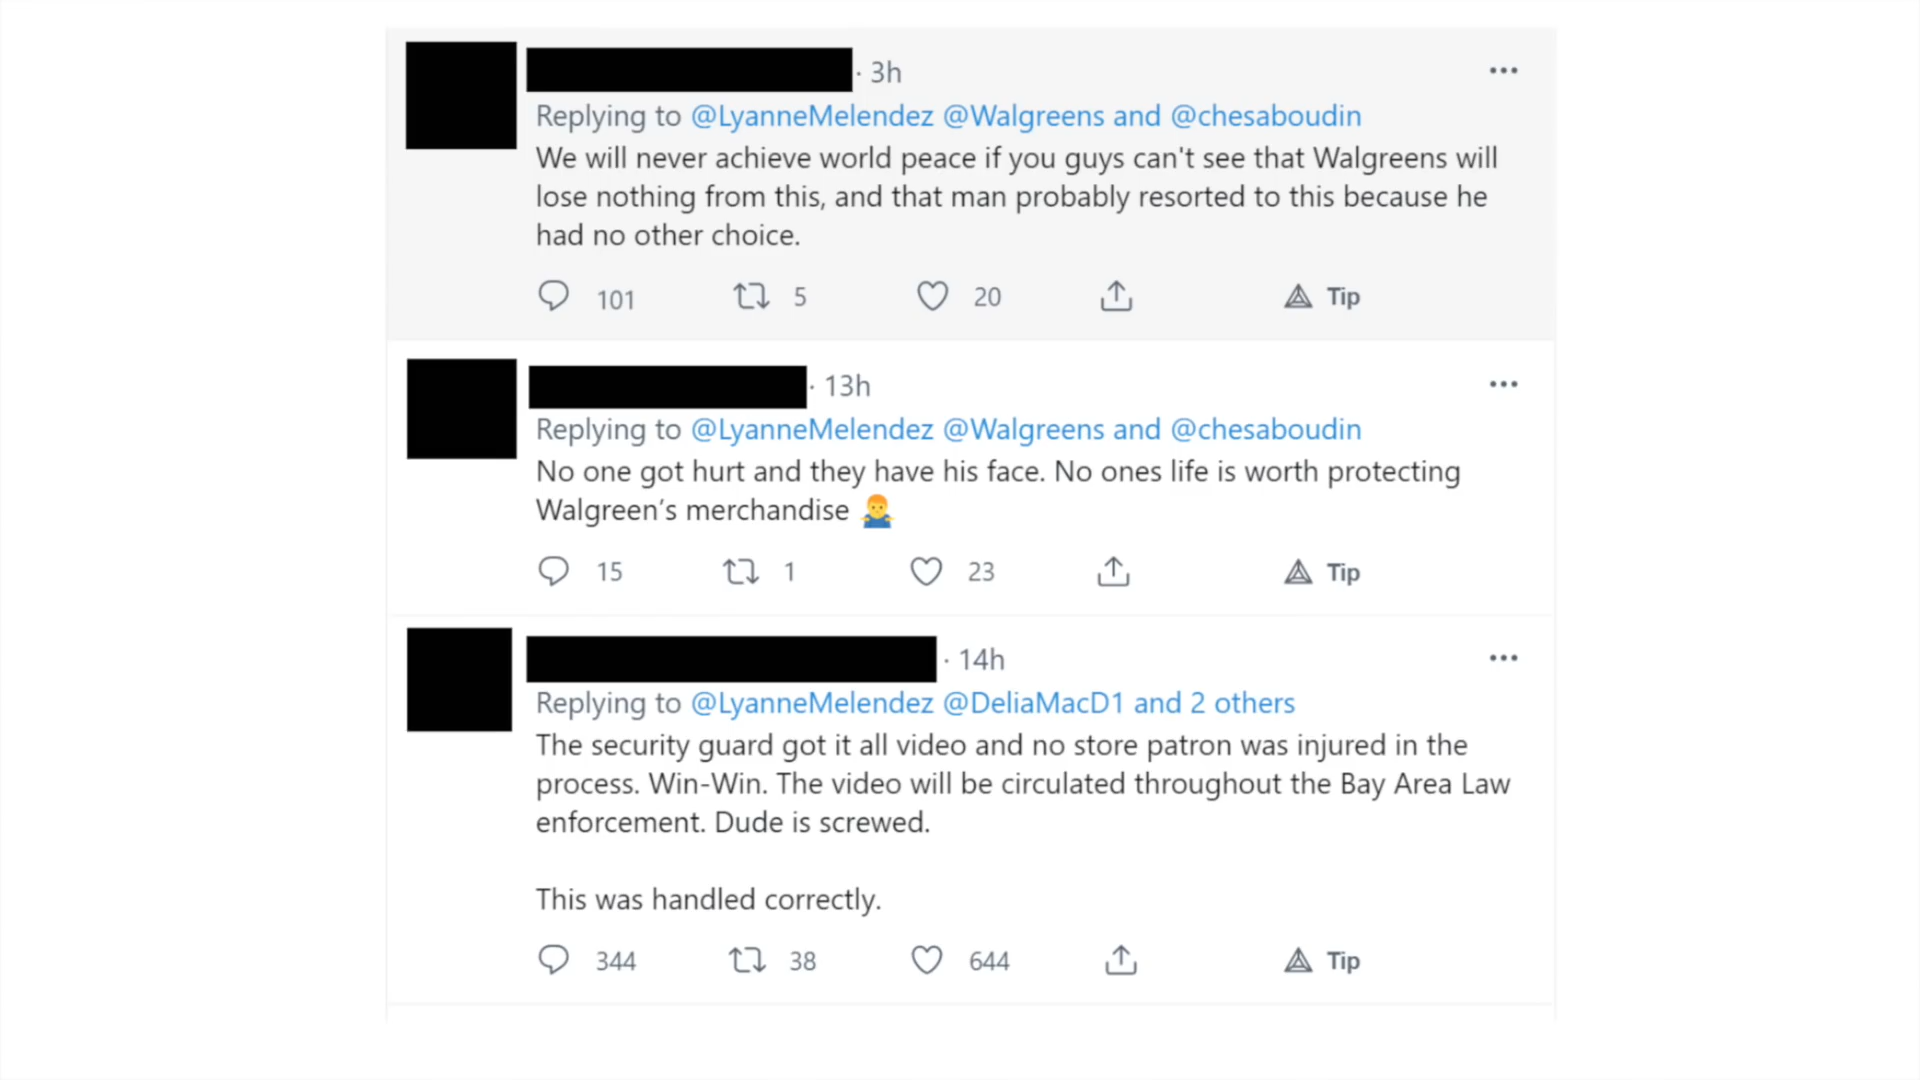 · 3h
Replying to @LyanneMelendez @Walgreens and @chesaboudin
We will never achieve world peace if you guys can't see that Walgreens will
lose nothing from this, and that man probably resorted to this because he
had no other choice.
101 5 20 Tip
· 13h
Replying to @LyanneMelendez @Walgreens and @chesaboudin
No one got hurt and they have his face. No ones life is worth protecting
Walgreen’s merchandise 🤷‍♂️
15 1 23 Tip
· 14h
Replying to @LyanneMelendez @DeliaMacD1 and 2 others
The security guard got it all video and no store patron was injured in the
process. Win-Win. The video will be circulated throughout the Bay Area Law
enforcement. Dude is screwed.
This was handled correctly.
344 38 644 Tip